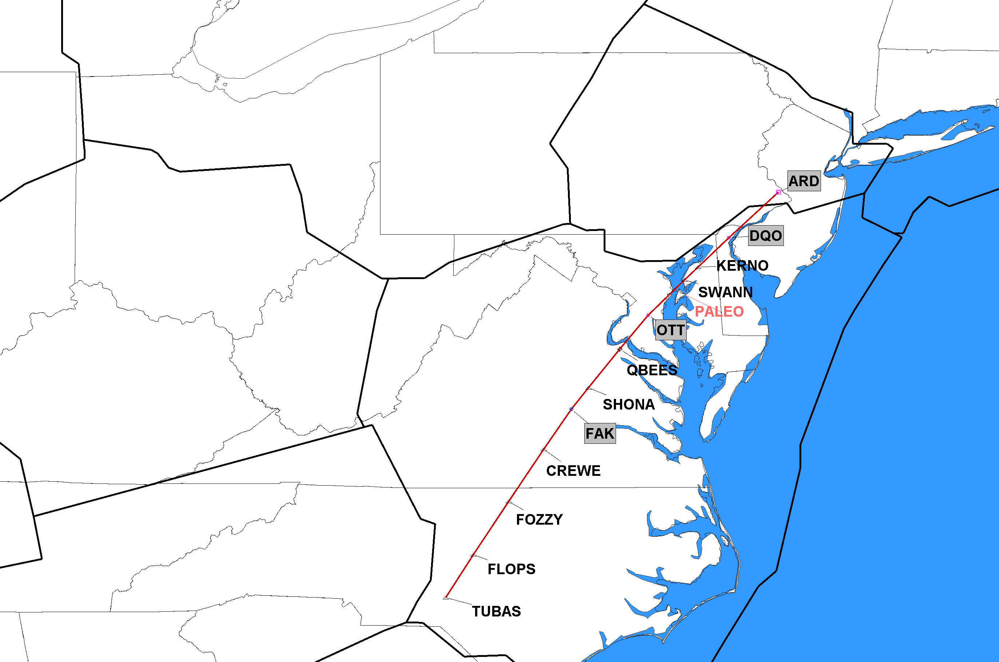 ARD
DQO
KERNO
SWANN
PALEO
OTT
QBEES
SHONA
FAK
CREWE
FOZZY
FLOPS
TUBAS